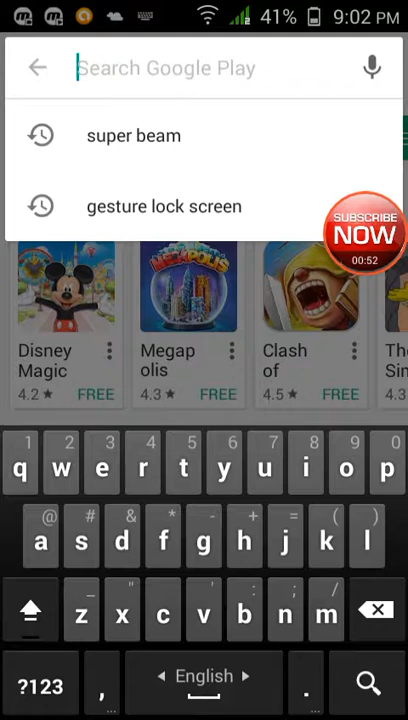 41% 9:02 PM
Search Google Play
super beam
gesture lock screen
SUBSCRIBE
NOW
00:52
MEGAPOLIS
Disney
Magic
4.2★ FREE
Megap
olis
4.3★ FREE
Clash
of
4.5★ FREE
The
Sim
4
1 2 3 4 5 6 7 8 9 0
q w e r t y u i o p
@ # & * - + = ( )
a s d f g h j k l
_ " ' : ; /
z x c v b n m
?123 , English .